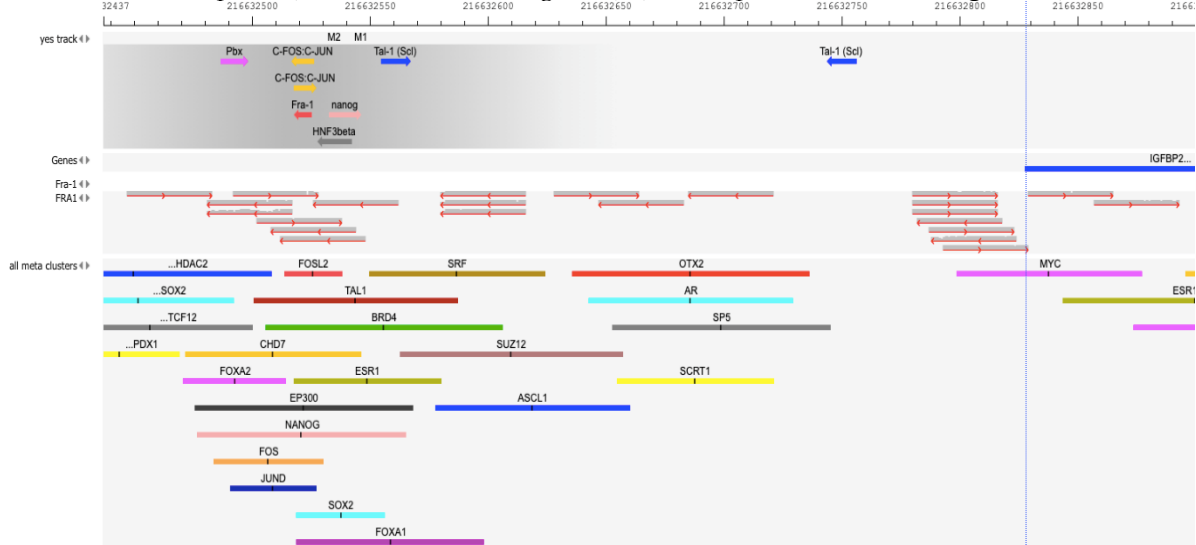 32437 216632500 216632550 216632600 216632650 216632700 216632750 216632800 216632850
yes track M2 M1
Pbx C-FOS:C-JUN Tal-1 (Scl) Tal-1 (Scl)
C-FOS:C-JUN
Fra-1 nanog
HNF3beta
Genes IGFBP2...
Fra-1
FRA1
all meta clusters ...HDAC2 FOSL2 SRF OTX2 MYC
...SOX2 TAL1 AR ESR1
...TCF12 BRD4 SP5
...PDX1 CHD7 SUZ12
FOXA2 ESR1 SCRT1
EP300 ASCL1
NANOG
FOS
JUND
SOX2
FOXA1